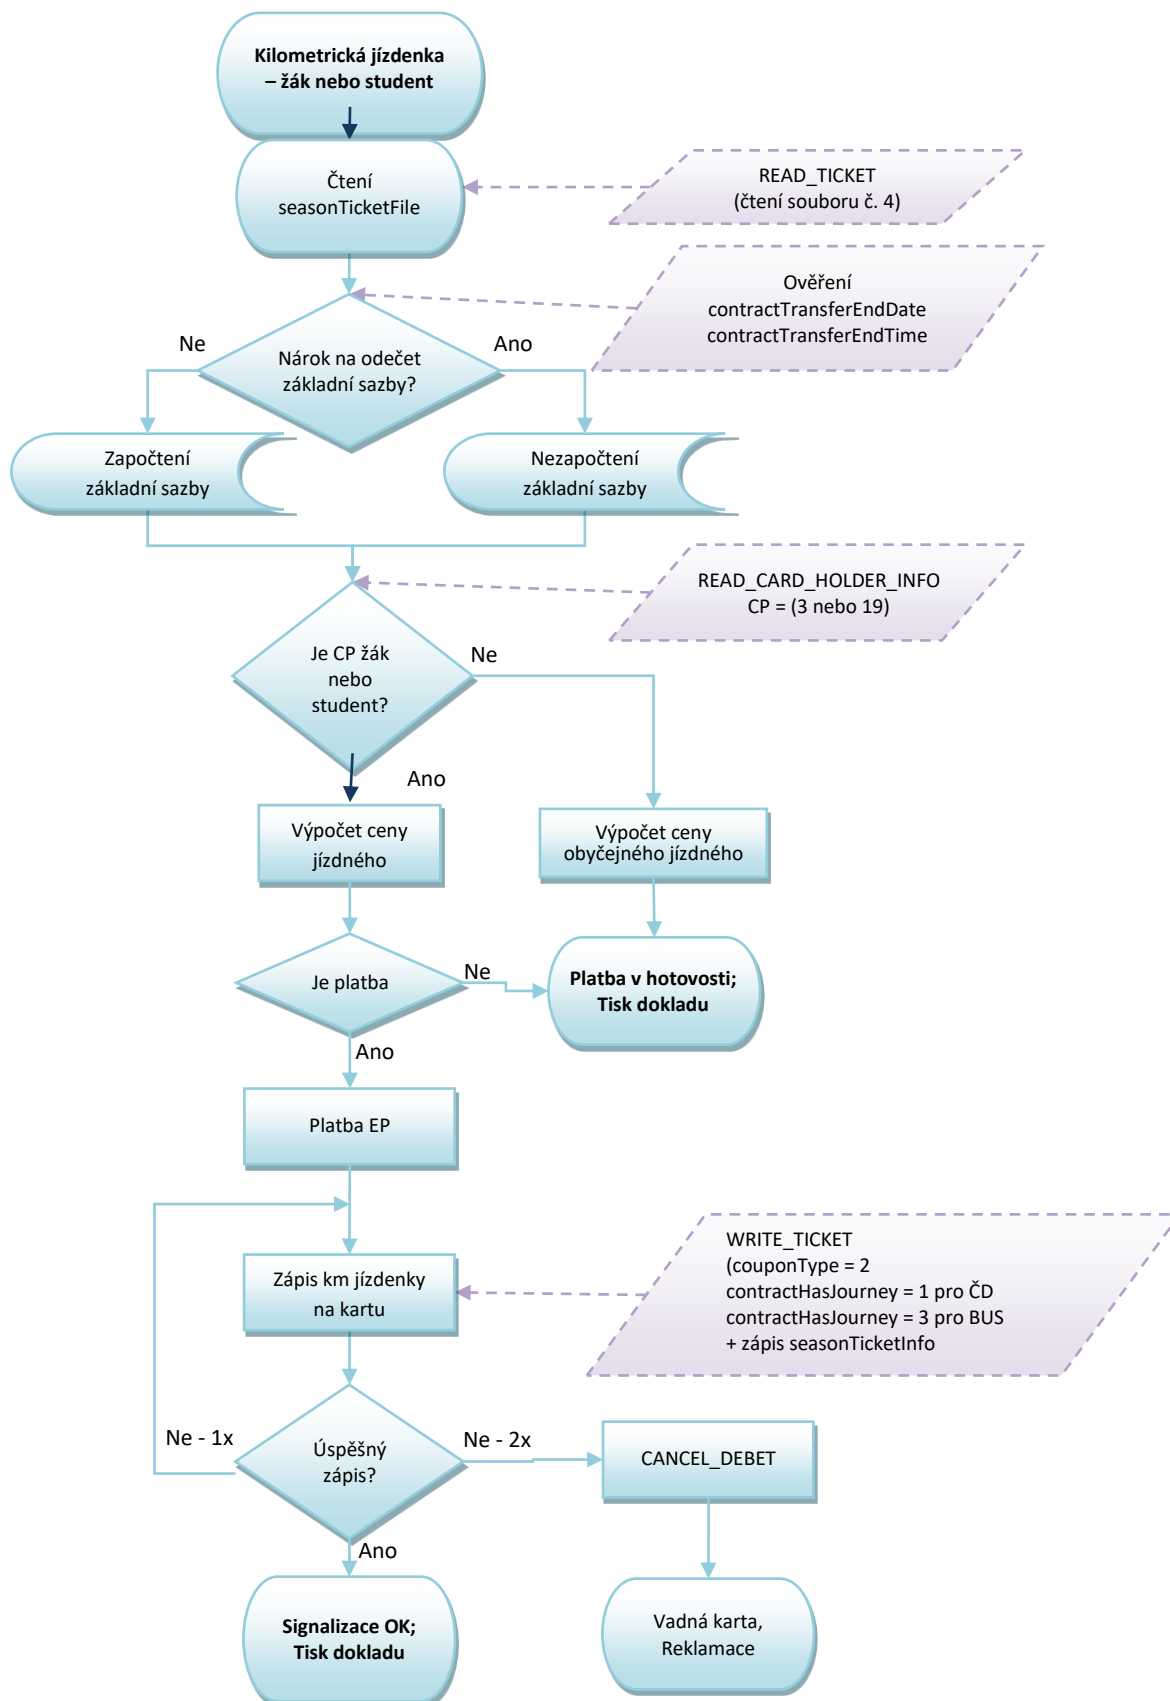 Kilometrická jízdenka
– žák nebo student
Čtení
seasonTicketFile
READ_TICKET
(čtení souboru č. 4)
Ověření
contractTransferEndDate
contractTransferEndTime
Ne
Ano
Nárok na odečet
základní sazby?
Započtení
základní sazby
Nezapočtení
základní sazby
READ_CARD_HOLDER_INFO
CP = (3 nebo 19)
Je CP žák
nebo
student?
Ne
Ano
Výpočet ceny
jízdného
Výpočet ceny
obyčejného jízdného
Je platba
Ne
Platba v hotovosti;
Tisk dokladu
Ano
Platba EP
Zápis km jízdenky
na kartu
WRITE_TICKET
(couponType = 2
contractHasJourney = 1 pro ČD
contractHasJourney = 3 pro BUS
+ zápis seasonTicketInfo
Ne - 1x
Úspěšný
zápis?
Ne - 2x
CANCEL_DEBET
Ano
Signalizace OK;
Tisk dokladu
Vadná karta,
Reklamace